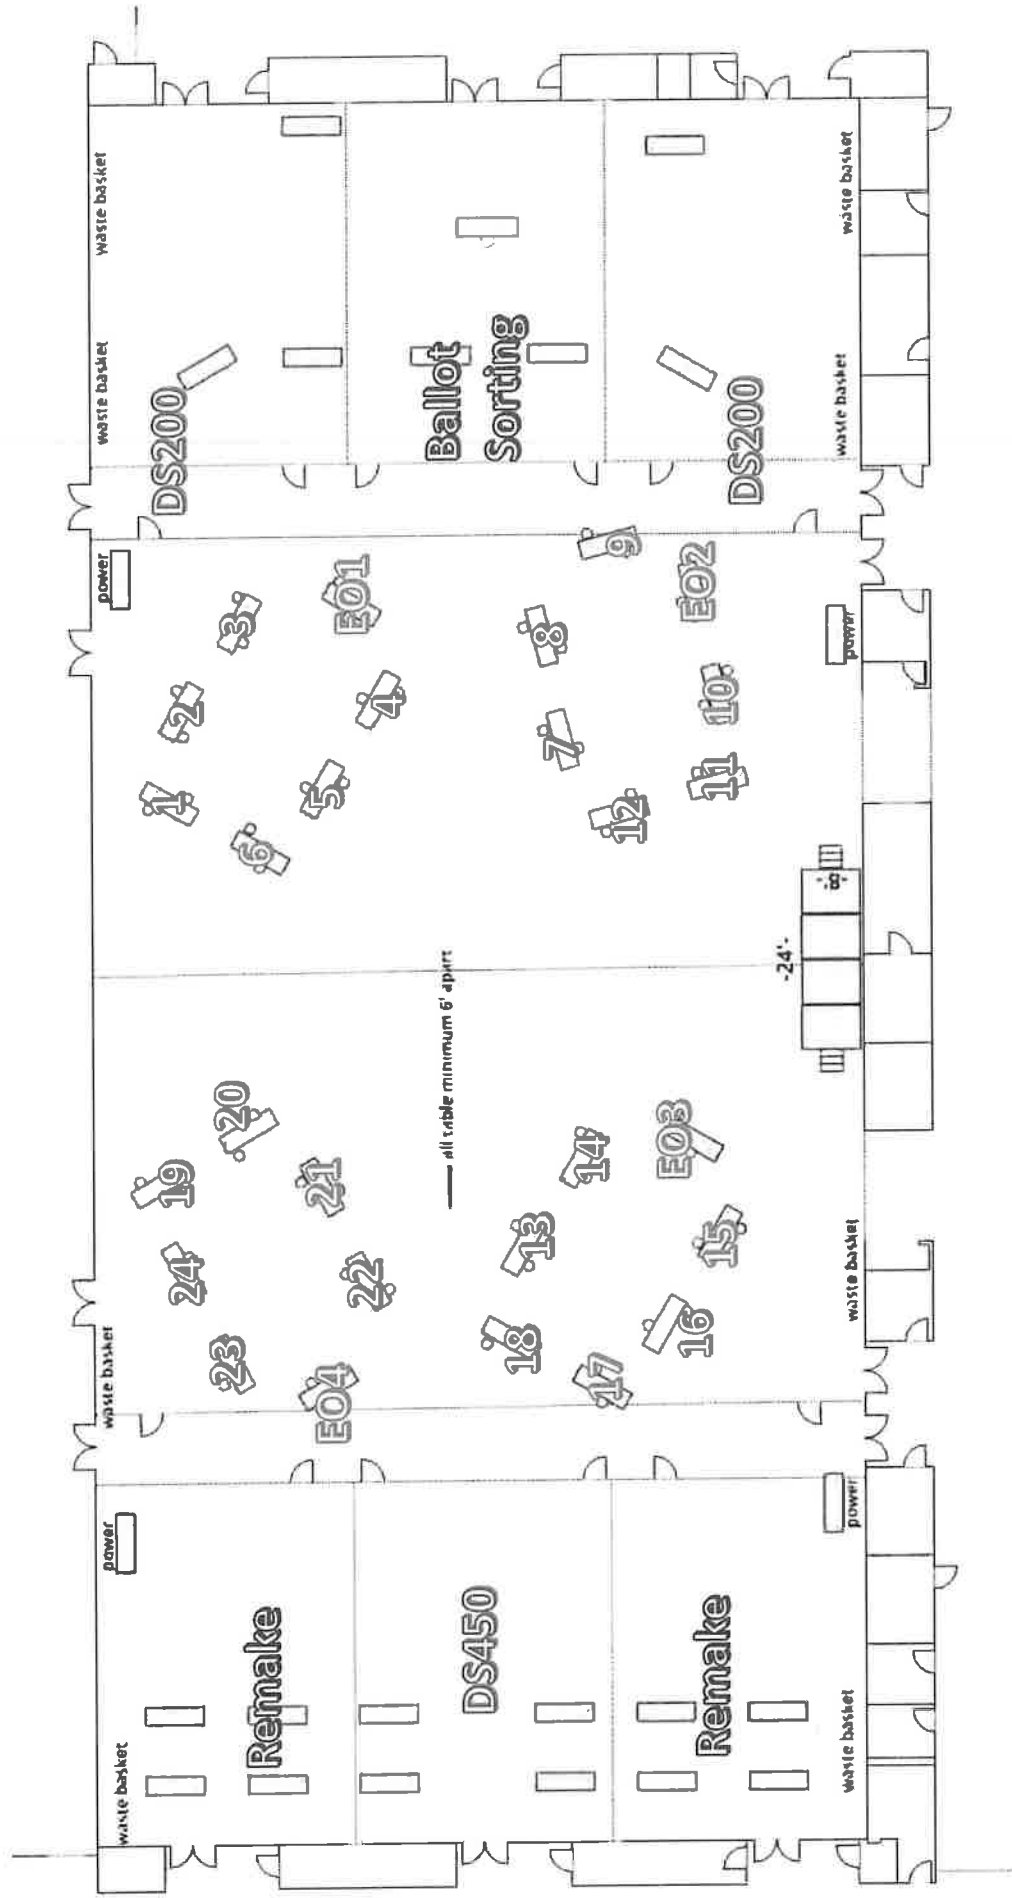 waste basket
waste basket
waste basket
waste basket
DS200
Ballot
Sorting
DS200
power
3
EO1
9
EO2
8
power
2
4
10
1
5
7
11
6
12
-8'-
-24'-
all table minimum 6' apart
20
19
21
14
EO3
24
22
13
15
23
18
16
17
EO4
waste basket
waste basket
power
power
Remake
DS450
Remake
waste basket
waste basket